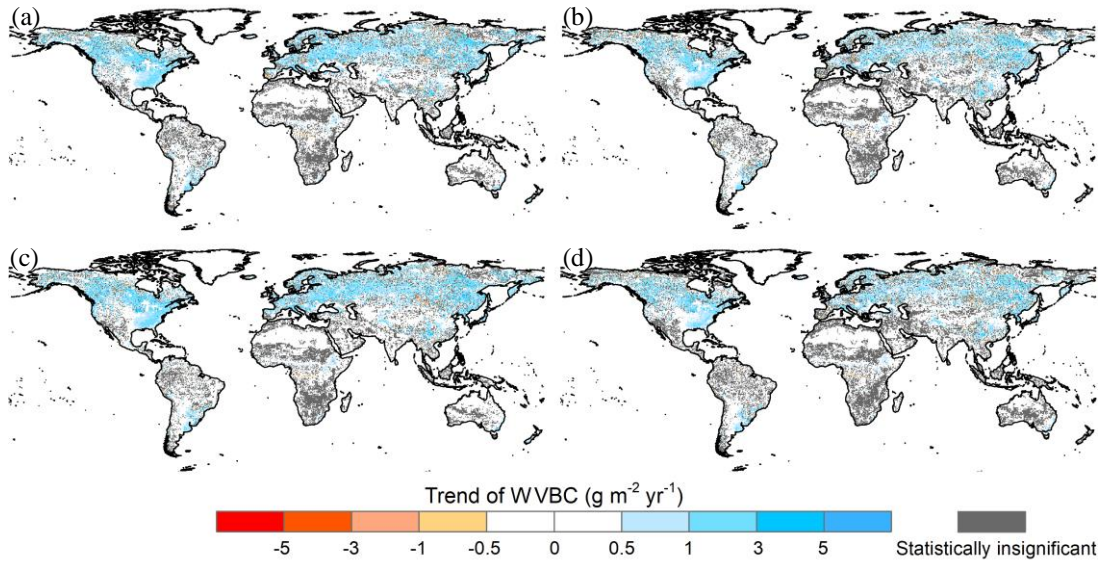 (a) (b)
(c) (d)
Trend of WVBC (g m⁻² yr⁻¹)
-5 -3 -1 -0.5 0 0.5 1 3 5 Statistically insignificant